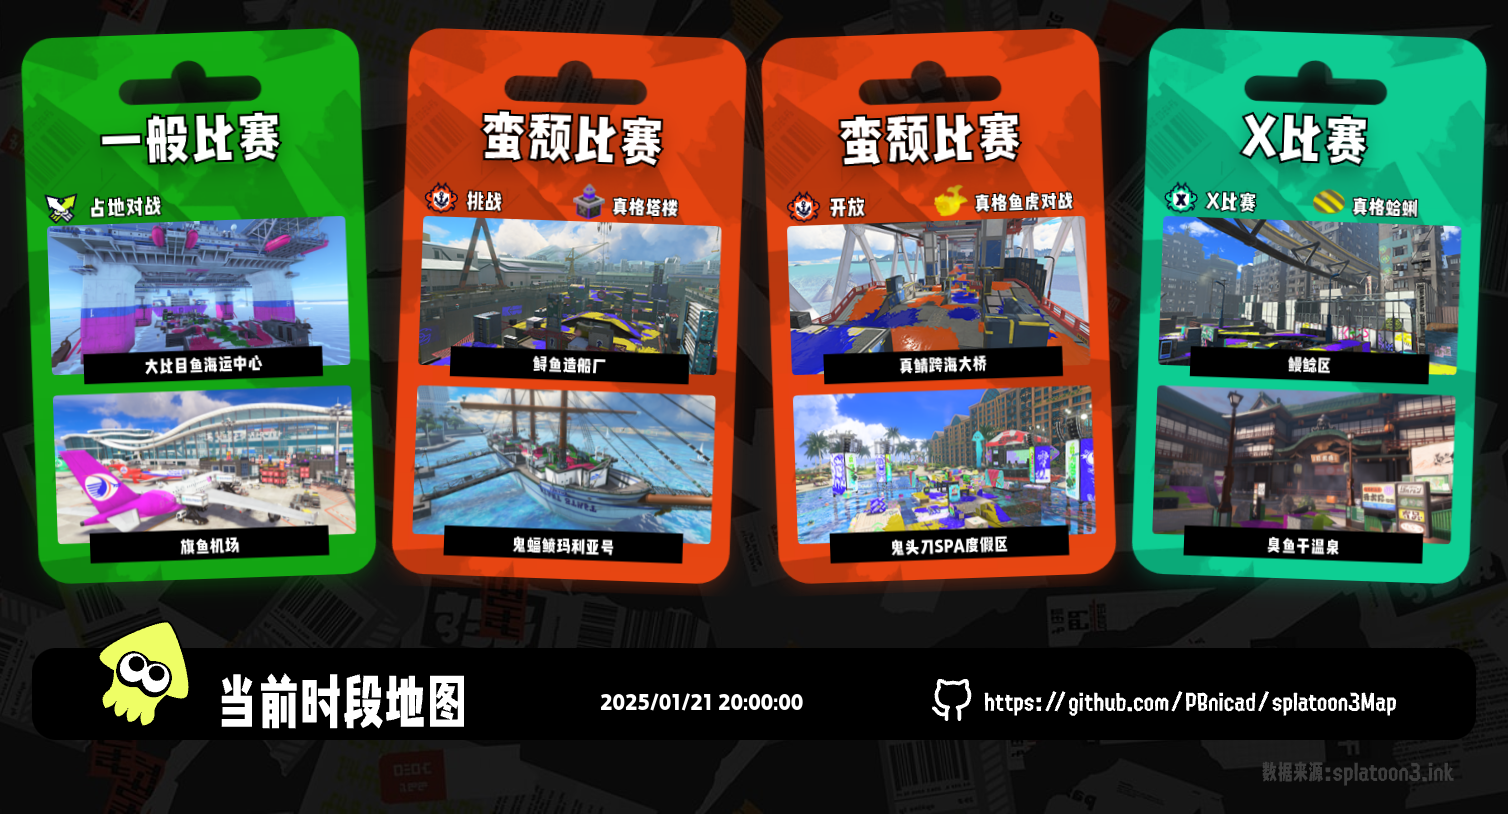 一般比赛
占地对战
大比目鱼海运中心
旗鱼机场
蛮颓比赛
挑战
真格塔楼
鲟鱼造船厂
鬼蝠鲼玛利亚号
蛮颓比赛
开放
真格鱼虎对战
真鲭跨海大桥
鬼头刀SPA度假区
X比赛
X比赛
真格蛤蜊
鳗鲶区
臭鱼干温泉
当前时段地图
2025/01/21 20:00:00
https://github.com/PBnicad/splatoon3Map
数据来源:splatoon3.ink